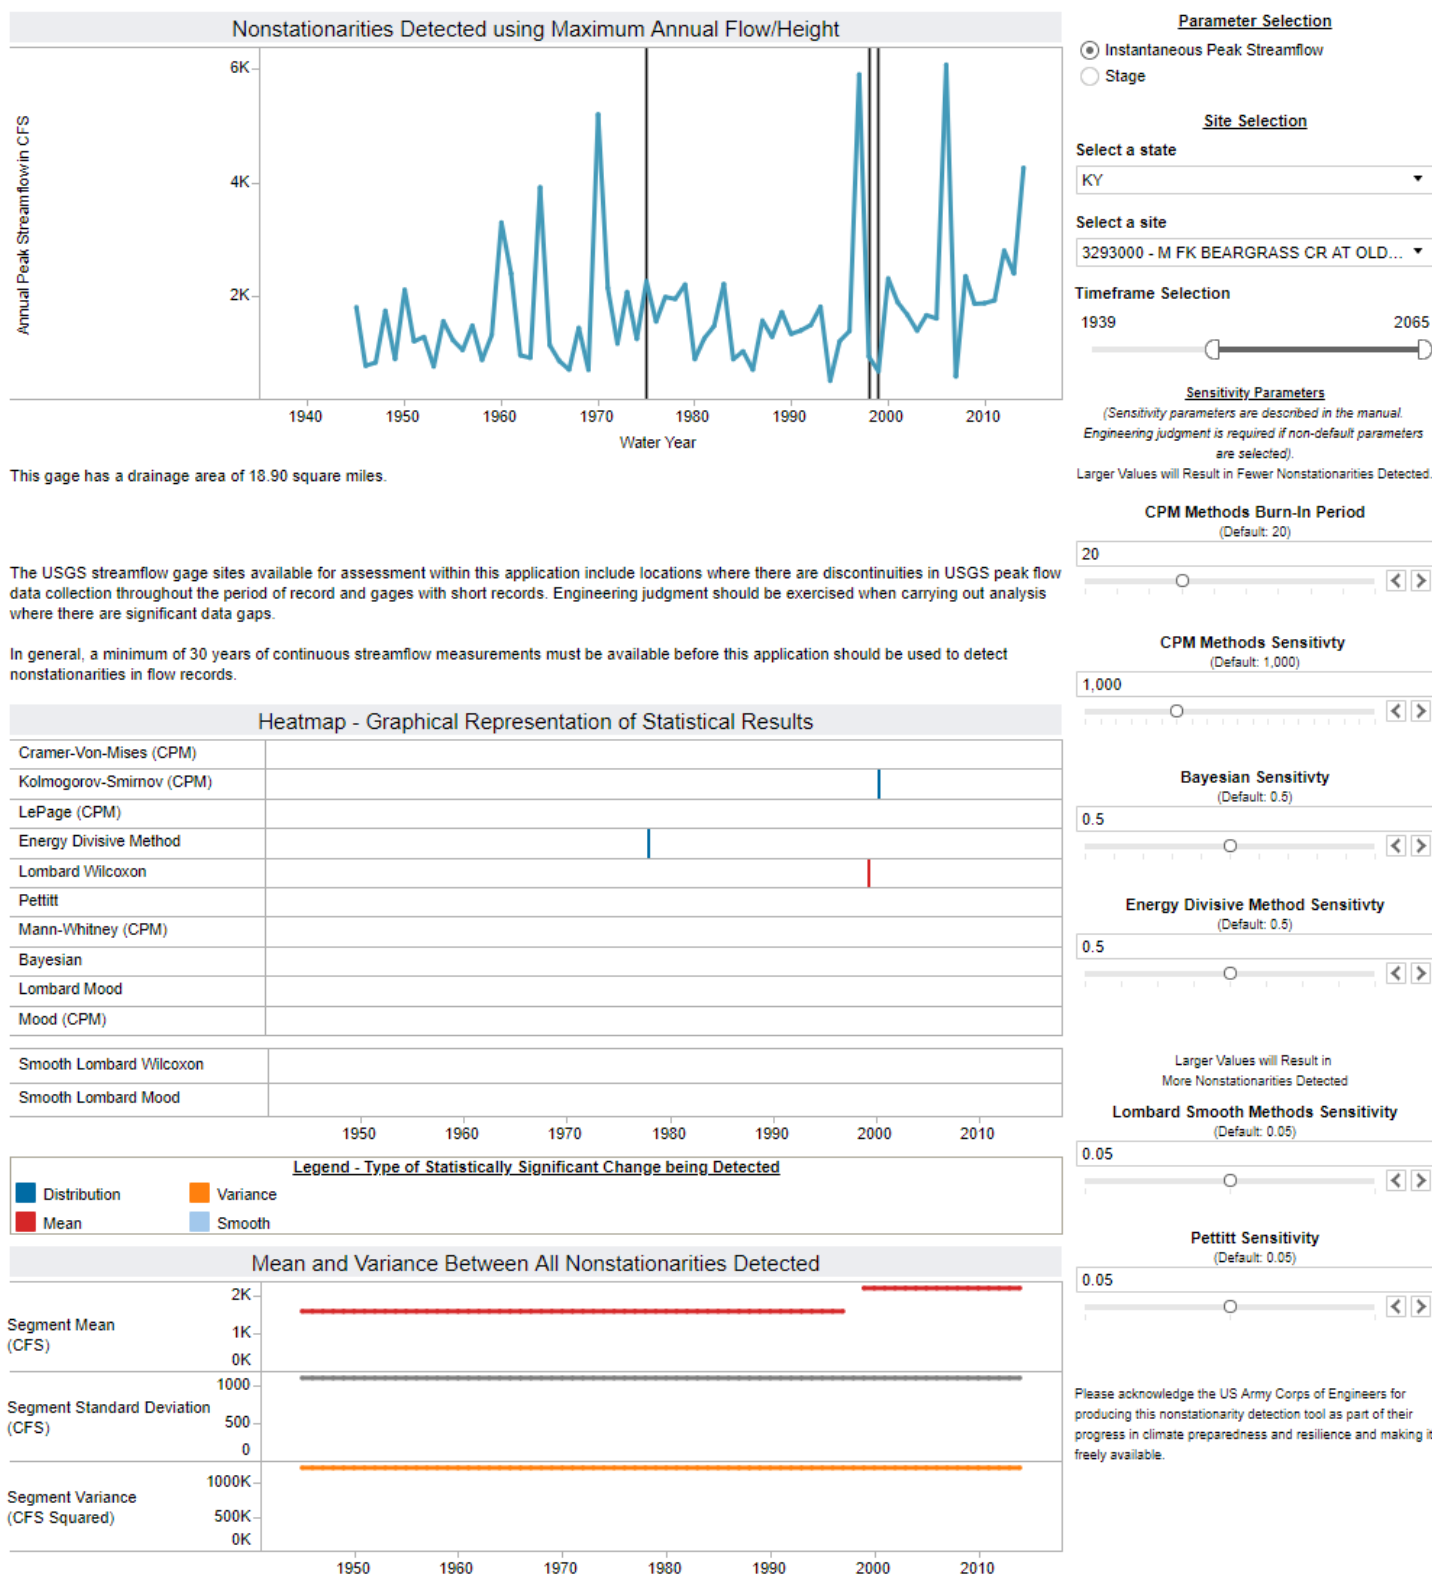 Nonstationarities Detected using Maximum Annual Flow/Height
Annual Peak Streamflow in CFS
6K
4K
2K
1940 1950 1960 1970 1980 1990 2000 2010
Water Year
This gage has a drainage area of 18.90 square miles.
The USGS streamflow gage sites available for assessment within this application include locations where there are discontinuities in USGS peak flow
data collection throughout the period of record and gages with short records. Engineering judgment should be exercised when carrying out analysis
where there are significant data gaps.
In general, a minimum of 30 years of continuous streamflow measurements must be available before this application should be used to detect
nonstationarities in flow records.
Heatmap - Graphical Representation of Statistical Results
Cramer-Von-Mises (CPM)
Kolmogorov-Smirnov (CPM)
LePage (CPM)
Energy Divisive Method
Lombard Wilcoxon
Pettitt
Mann-Whitney (CPM)
Bayesian
Lombard Mood
Mood (CPM)
Smooth Lombard Wilcoxon
Smooth Lombard Mood
1950 1960 1970 1980 1990 2000 2010
Legend - Type of Statistically Significant Change being Detected
Distribution Variance
Mean Smooth
Mean and Variance Between All Nonstationarities Detected
Segment Mean
(CFS)
2K
1K
0K
Segment Standard Deviation
(CFS)
1000
500
0
Segment Variance
(CFS Squared)
1000K
500K
0K
1950 1960 1970 1980 1990 2000 2010
Parameter Selection
Instantaneous Peak Streamflow
Stage
Site Selection
Select a state
KY
Select a site
3293000 - M FK BEARGRASS CR AT OLD...
Timeframe Selection
1939 2065
Sensitivity Parameters
(Sensitivity parameters are described in the manual.
Engineering judgment is required if non-default parameters
are selected).
Larger Values will Result in Fewer Nonstationarities Detected.
CPM Methods Burn-In Period
(Default: 20)
20
CPM Methods Sensitivty
(Default: 1,000)
1,000
Bayesian Sensitivty
(Default: 0.5)
0.5
Energy Divisive Method Sensitivty
(Default: 0.5)
0.5
Larger Values will Result in
More Nonstationarities Detected
Lombard Smooth Methods Sensitivity
(Default: 0.05)
0.05
Pettitt Sensitivity
(Default: 0.05)
0.05
Please acknowledge the US Army Corps of Engineers for
producing this nonstationarity detection tool as part of their
progress in climate preparedness and resilience and making it
freely available.